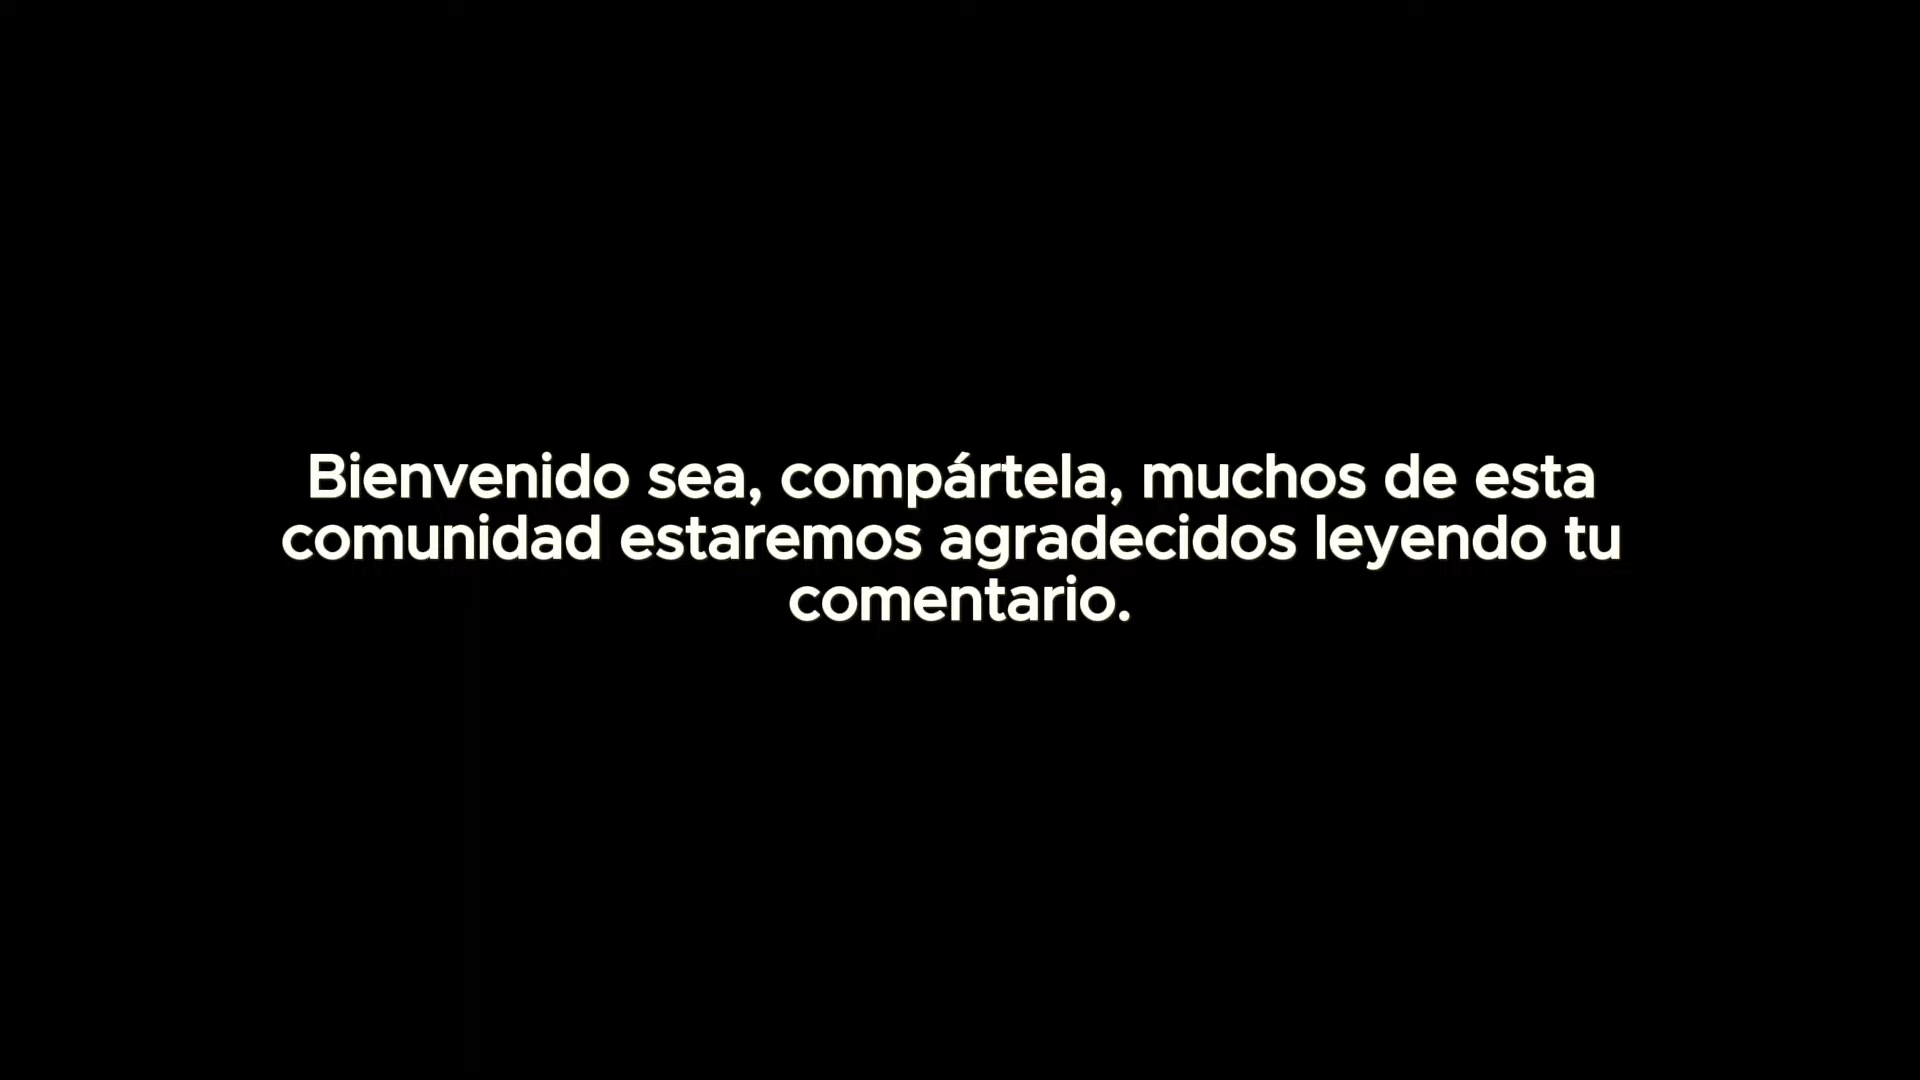 Bienvenido sea, compártela, muchos de esta
comunidad estaremos agradecidos leyendo tu
comentario.